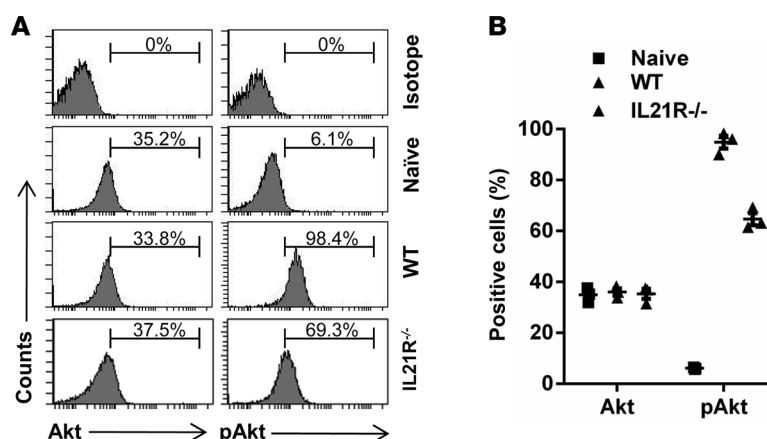 A
0%
0%
Isotope
35.2%
6.1%
Naïve
33.8%
98.4%
WT
37.5%
69.3%
IL21R-/-
Counts
Akt
pAkt
B
Naive
WT
IL21R-/-
Positive cells (%)
100
80
60
40
20
0
Akt
pAkt